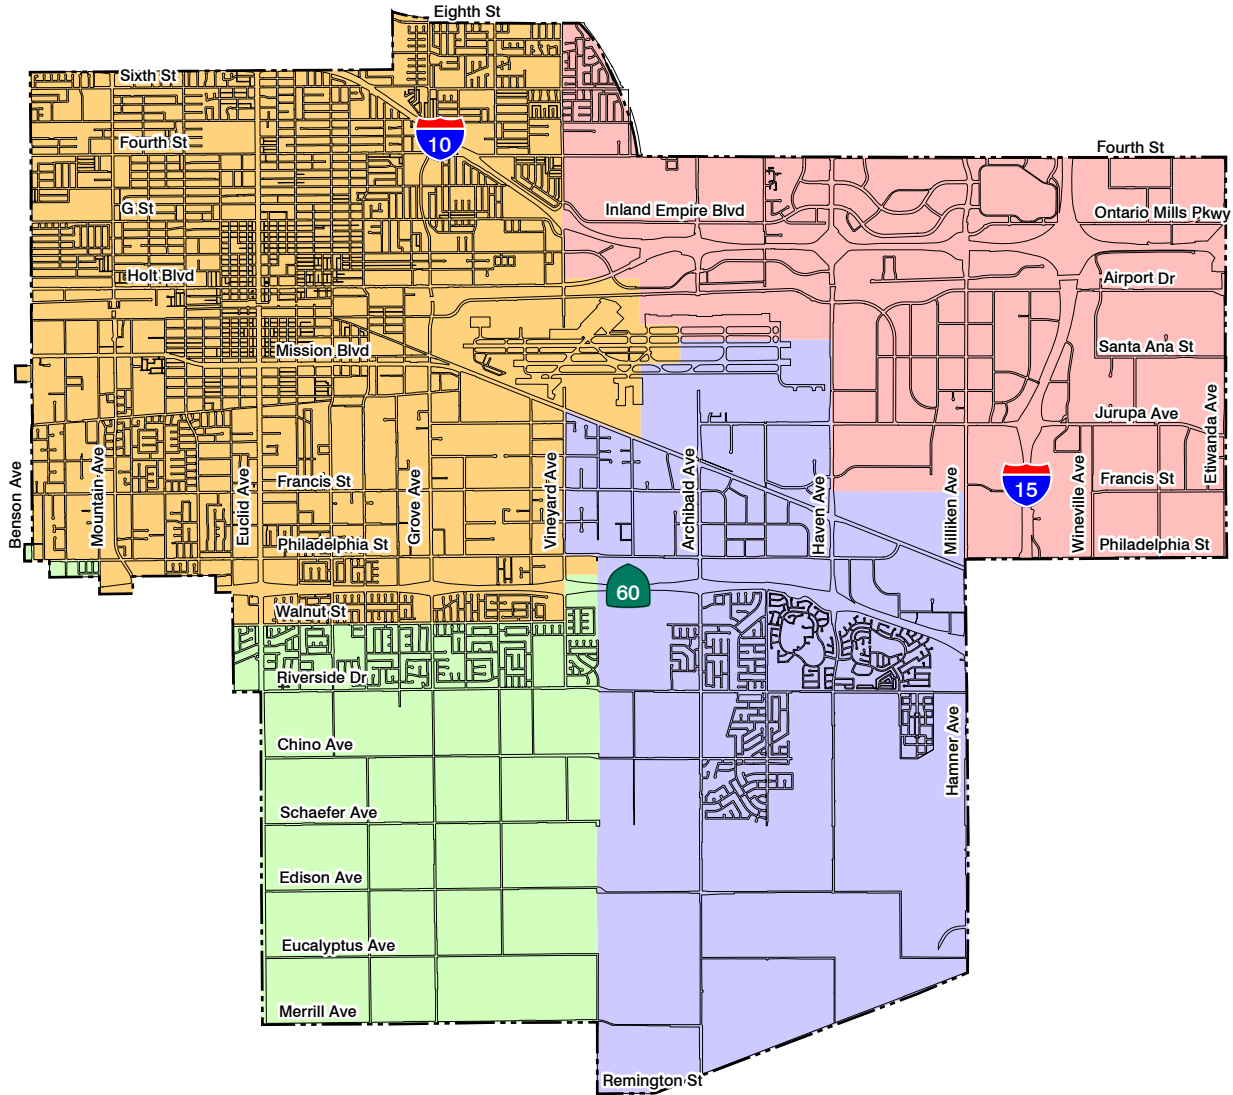 Eighth St
Sixth St
Fourth St
10
Fourth St
G St
Inland Empire Blvd
Ontario Mills Pkwy
Holt Blvd
Airport Dr
Mission Blvd
Santa Ana St
Jurupa Ave
Benson Ave
Mountain Ave
Euclid Ave
Francis St
Grove Ave
Vineyard Ave
Archibald Ave
Haven Ave
Milliken Ave
15
Wineville Ave
Francis St
Etiwanda Ave
Philadelphia St
Philadelphia St
60
Walnut St
Riverside Dr
Chino Ave
Hamner Ave
Schaefer Ave
Edison Ave
Eucalyptus Ave
Merrill Ave
Remington St